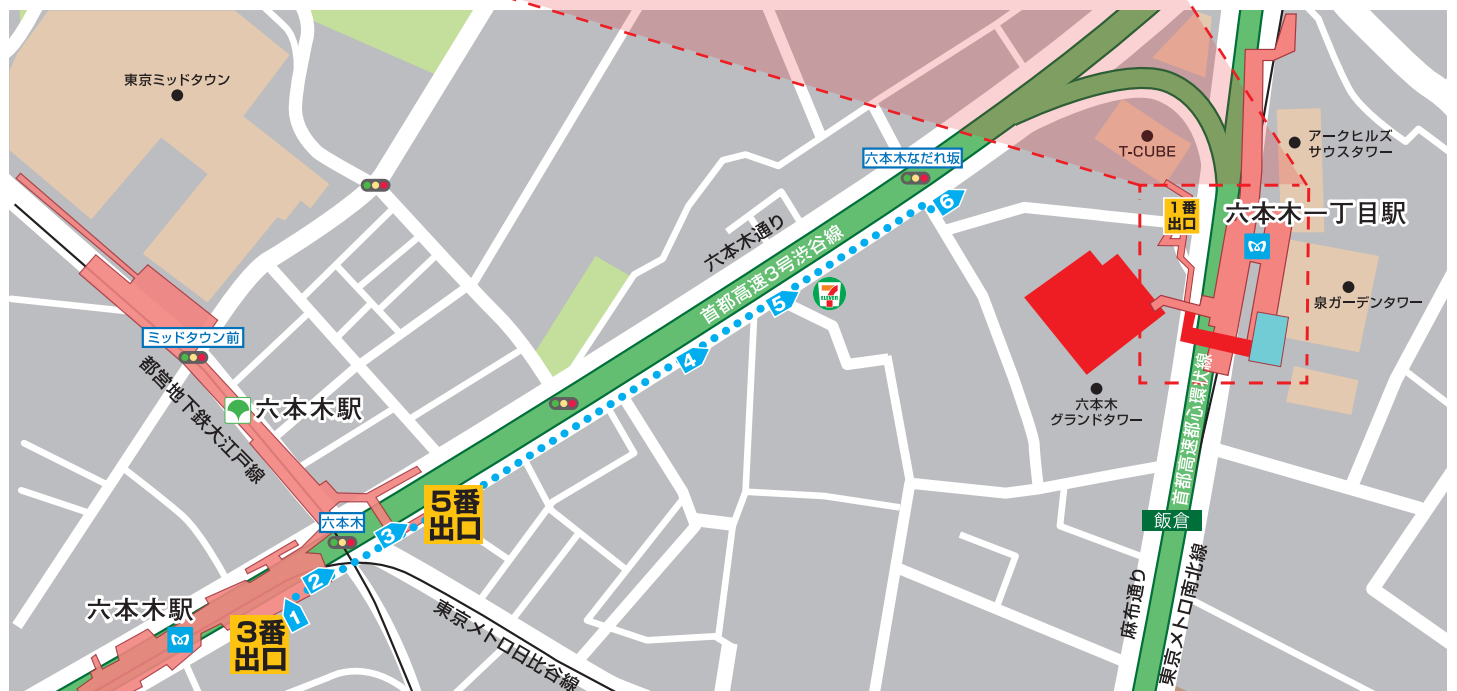 東京ミッドタウン
六本木なだれ坂
T-CUBE
アークヒルズ
サウスタワー
1番
出口
六本木一丁目駅
六本木通り
首都高速3号渋谷線
6
5
ELEVEN
4
泉ガーデンタワー
ミッドタウン前
都営地下鉄大江戸線
六本木駅
六本木
グランドタワー
首都高速都心環状線
六本木
5番
出口
3
飯倉
2
1
六本木駅
3番
出口
東京メトロ日比谷線
麻布通り
東京メトロ南北線